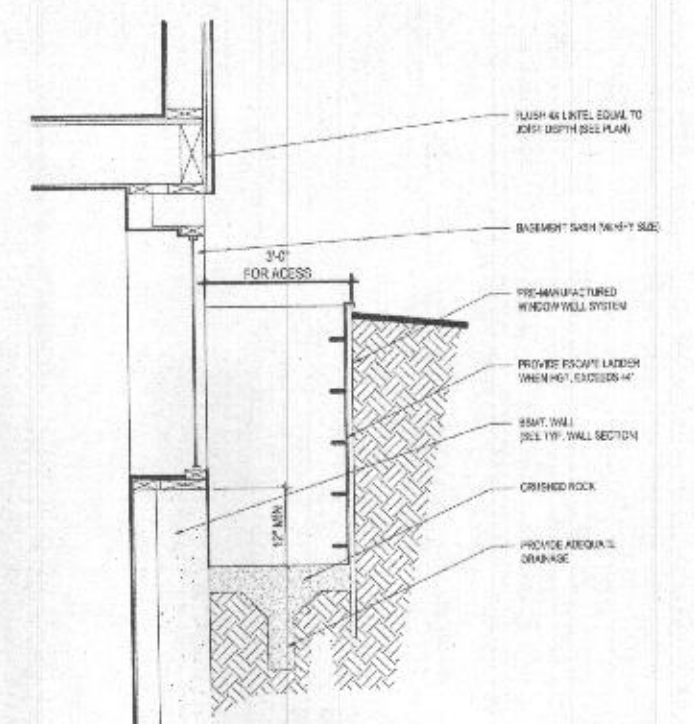 FLUSH 4X LINTEL EQUAL TO
JOIST DEPTH (SEE PLAN)
BASEMENT SASH (VERIFY SIZE)
3'-0"
FOR ACESS
PRE-MANUFACTURED
WINDOW WELL SYSTEM
PROVIDE ESCAPE LADDER
WHEN HGT. EXCEEDS 44"
BSMT. WALL
(SEE TYP. WALL SECTION)
12" MIN
CRUSHED ROCK
PROVIDE ADEQUATE
DRAINAGE